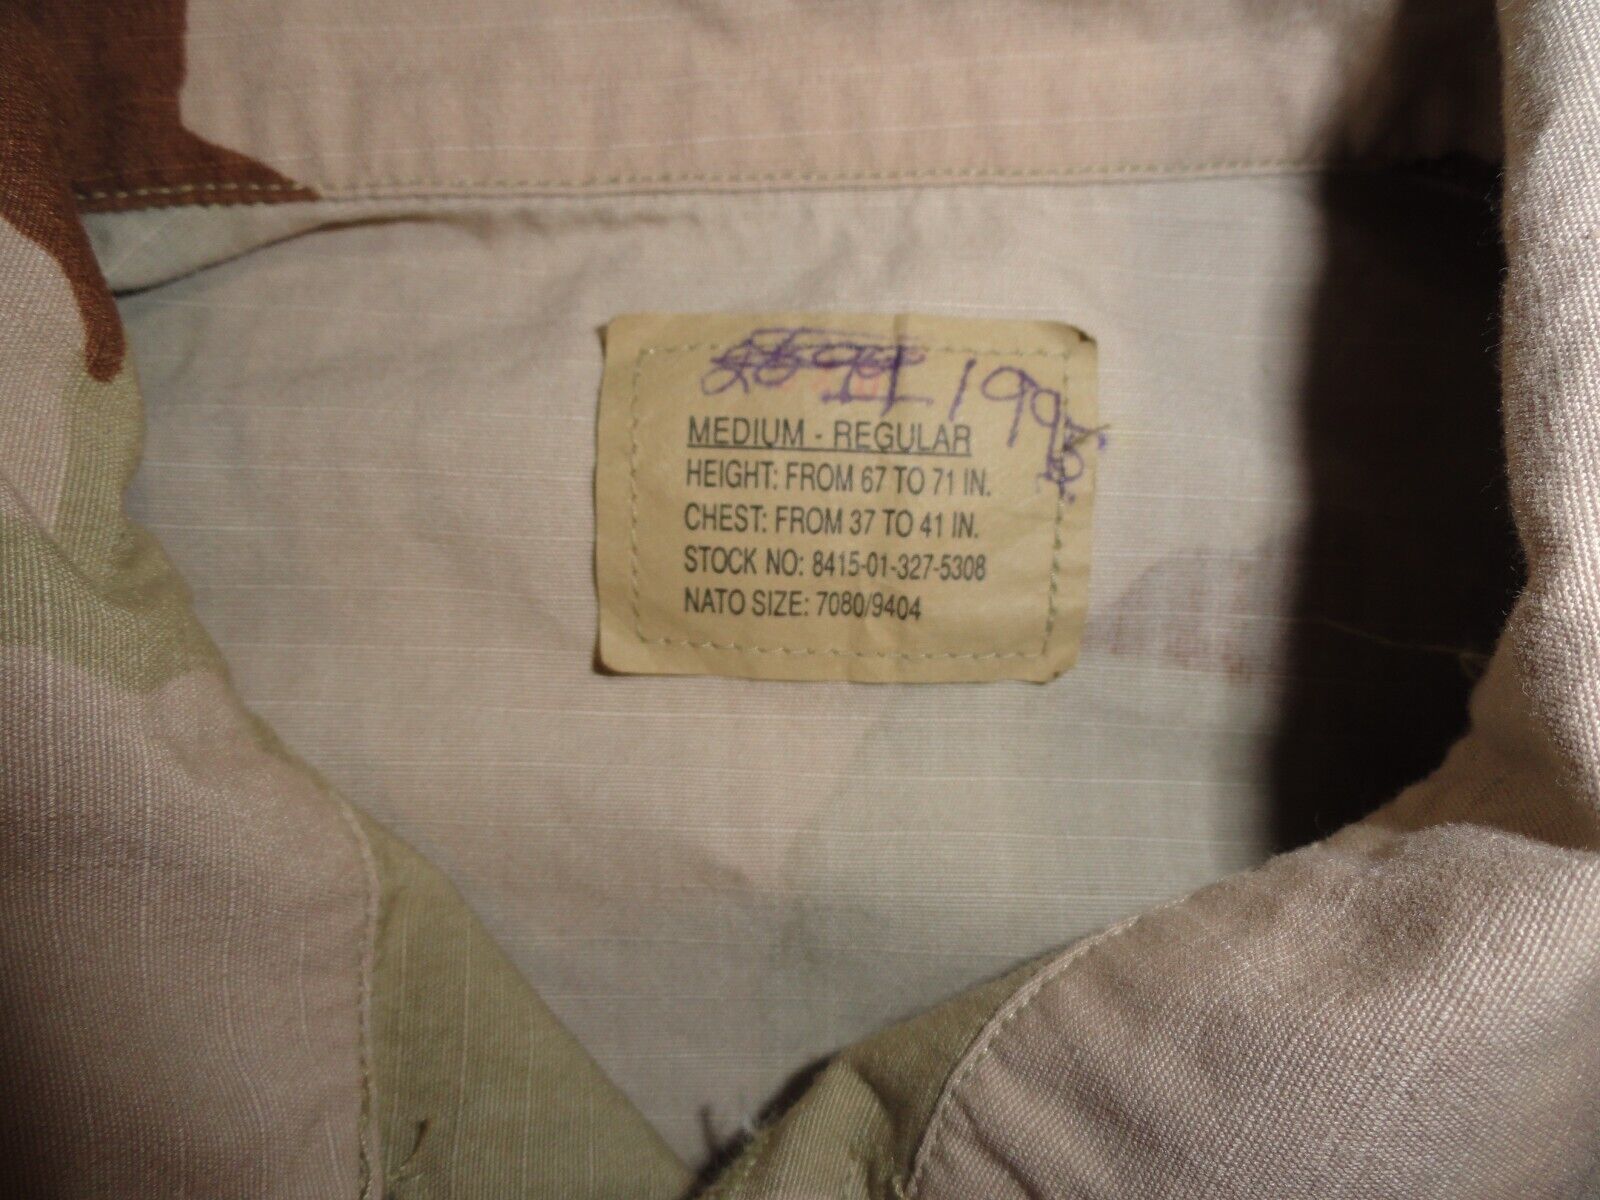 MEDIUM - REGULAR
HEIGHT: FROM 67 TO 71 IN.
CHEST: FROM 37 TO 41 IN.
STOCK NO: 8415-01-327-5308
NATO SIZE: 7080/9404